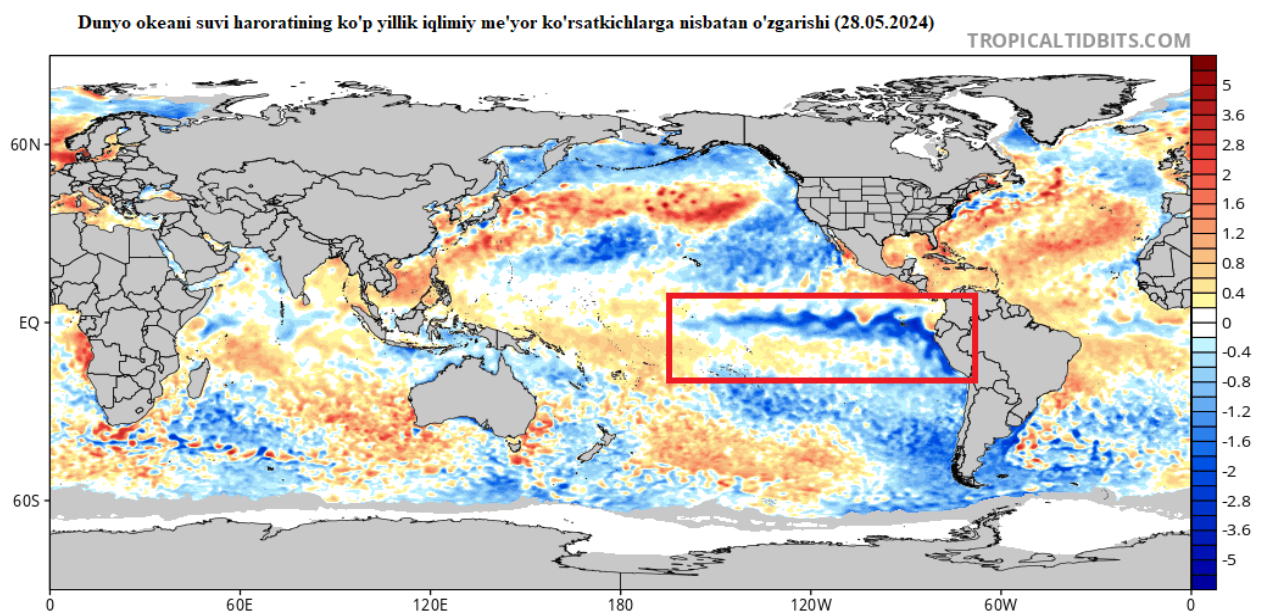 Dunyo okeani suvi haroratining ko'p yillik iqlimiy me'yor ko'rsatkichlarga nisbatan o'zgarishi (28.05.2024)
TROPICALTIDBITS.COM
5
3.6
2.8
2
1.6
1.2
0.8
0.4
0
-0.4
-0.8
-1.2
-1.6
-2
-2.8
-3.6
-5
60N
EQ
60S
0 60E 120E 180 120W 60W 0